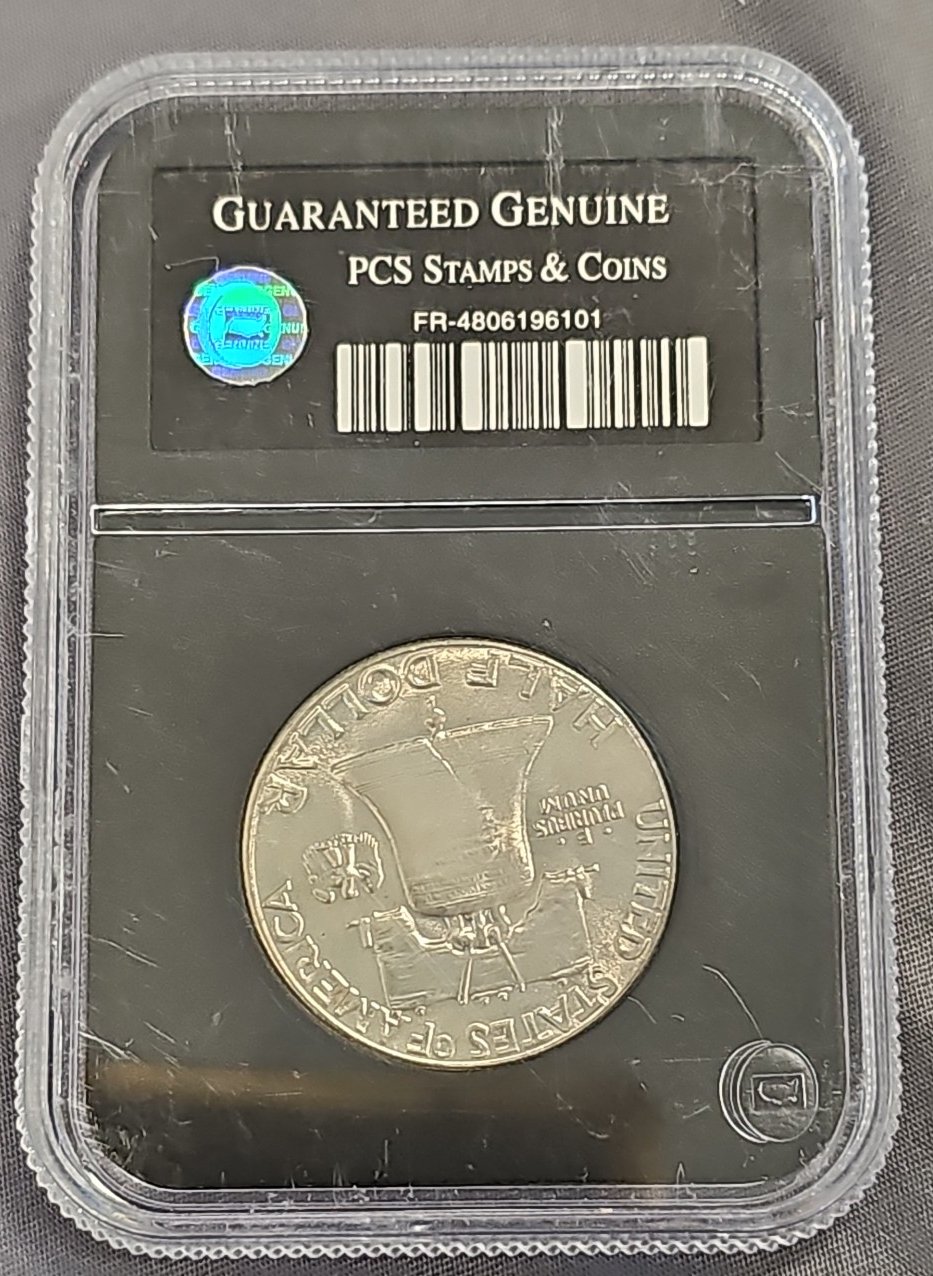 GUARANTEED GENUINE
PCS STAMPS & COINS
FR-4806196101
UNITED STATES OF AMERICA
E
PLURIBUS
UNUM
HALF DOLLAR